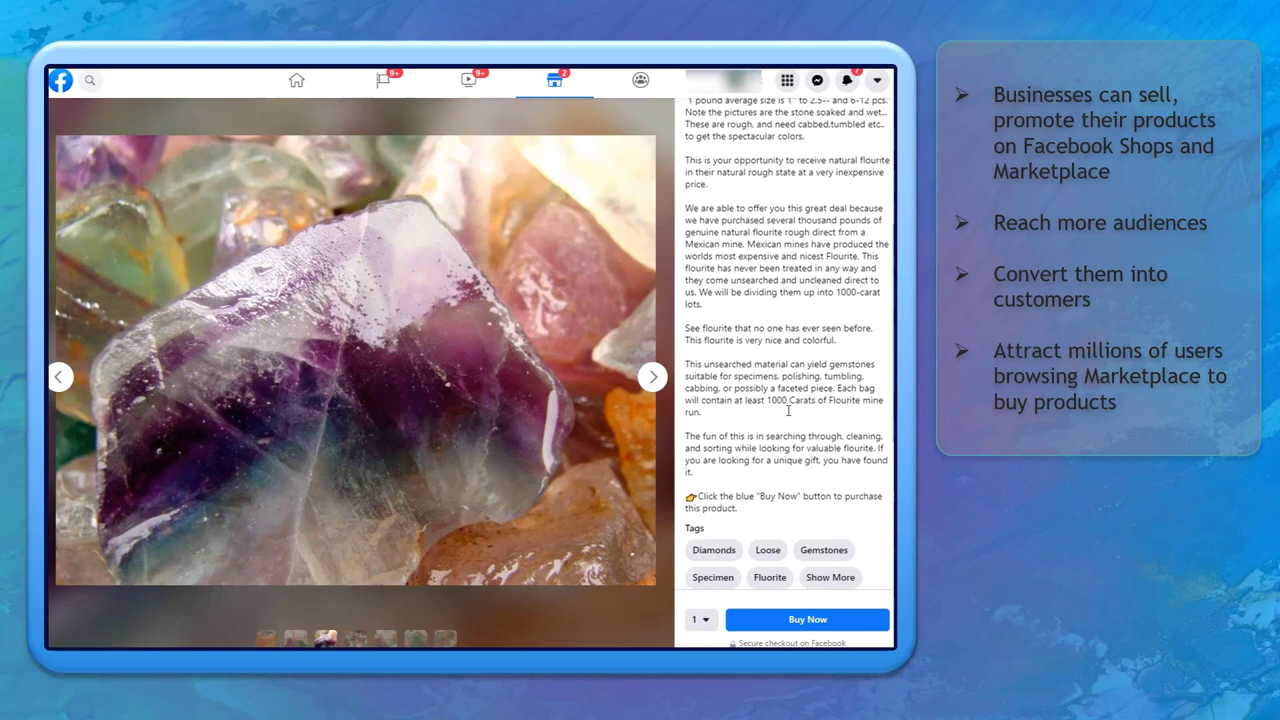 9+
9+
2
7
1 pound average size is 1" to 2.5-- and 6-12 pcs.
Note the pictures are the stone soaked and wet...
These are rough, and need cabbed,tumbled etc..
to get the spectacular colors.
This is your opportunity to receive natural flourite
in their natural rough state at a very inexpensive
price.
We are able to offer you this great deal because
we have purchased several thousand pounds of
genuine natural flourite rough direct from a
Mexican mine. Mexican mines have produced the
worlds most expensive and nicest Flourite. This
flourite has never been treated in any way and
they come unsearched and uncleaned direct to
us. We will be dividing them up into 1000-carat
lots.
See flourite that no one has ever seen before.
This flourite is very nice and colorful.
This unsearched material can yield gemstones
suitable for specimens, polishing, tumbling,
cabbing, or possibly a faceted piece. Each bag
will contain at least 1000 Carats of Flourite mine
run.
The fun of this is in searching through, cleaning,
and sorting while looking for valuable flourite. If
you are looking for a unique gift, you have found
it.
👉Click the blue "Buy Now" button to purchase
this product.
Tags
Diamonds Loose Gemstones
Specimen Fluorite Show More
1 Buy Now
Secure checkout on Facebook
➢ Businesses can sell,
promote their products
on Facebook Shops and
Marketplace
➢ Reach more audiences
➢ Convert them into
customers
➢ Attract millions of users
browsing Marketplace to
buy products